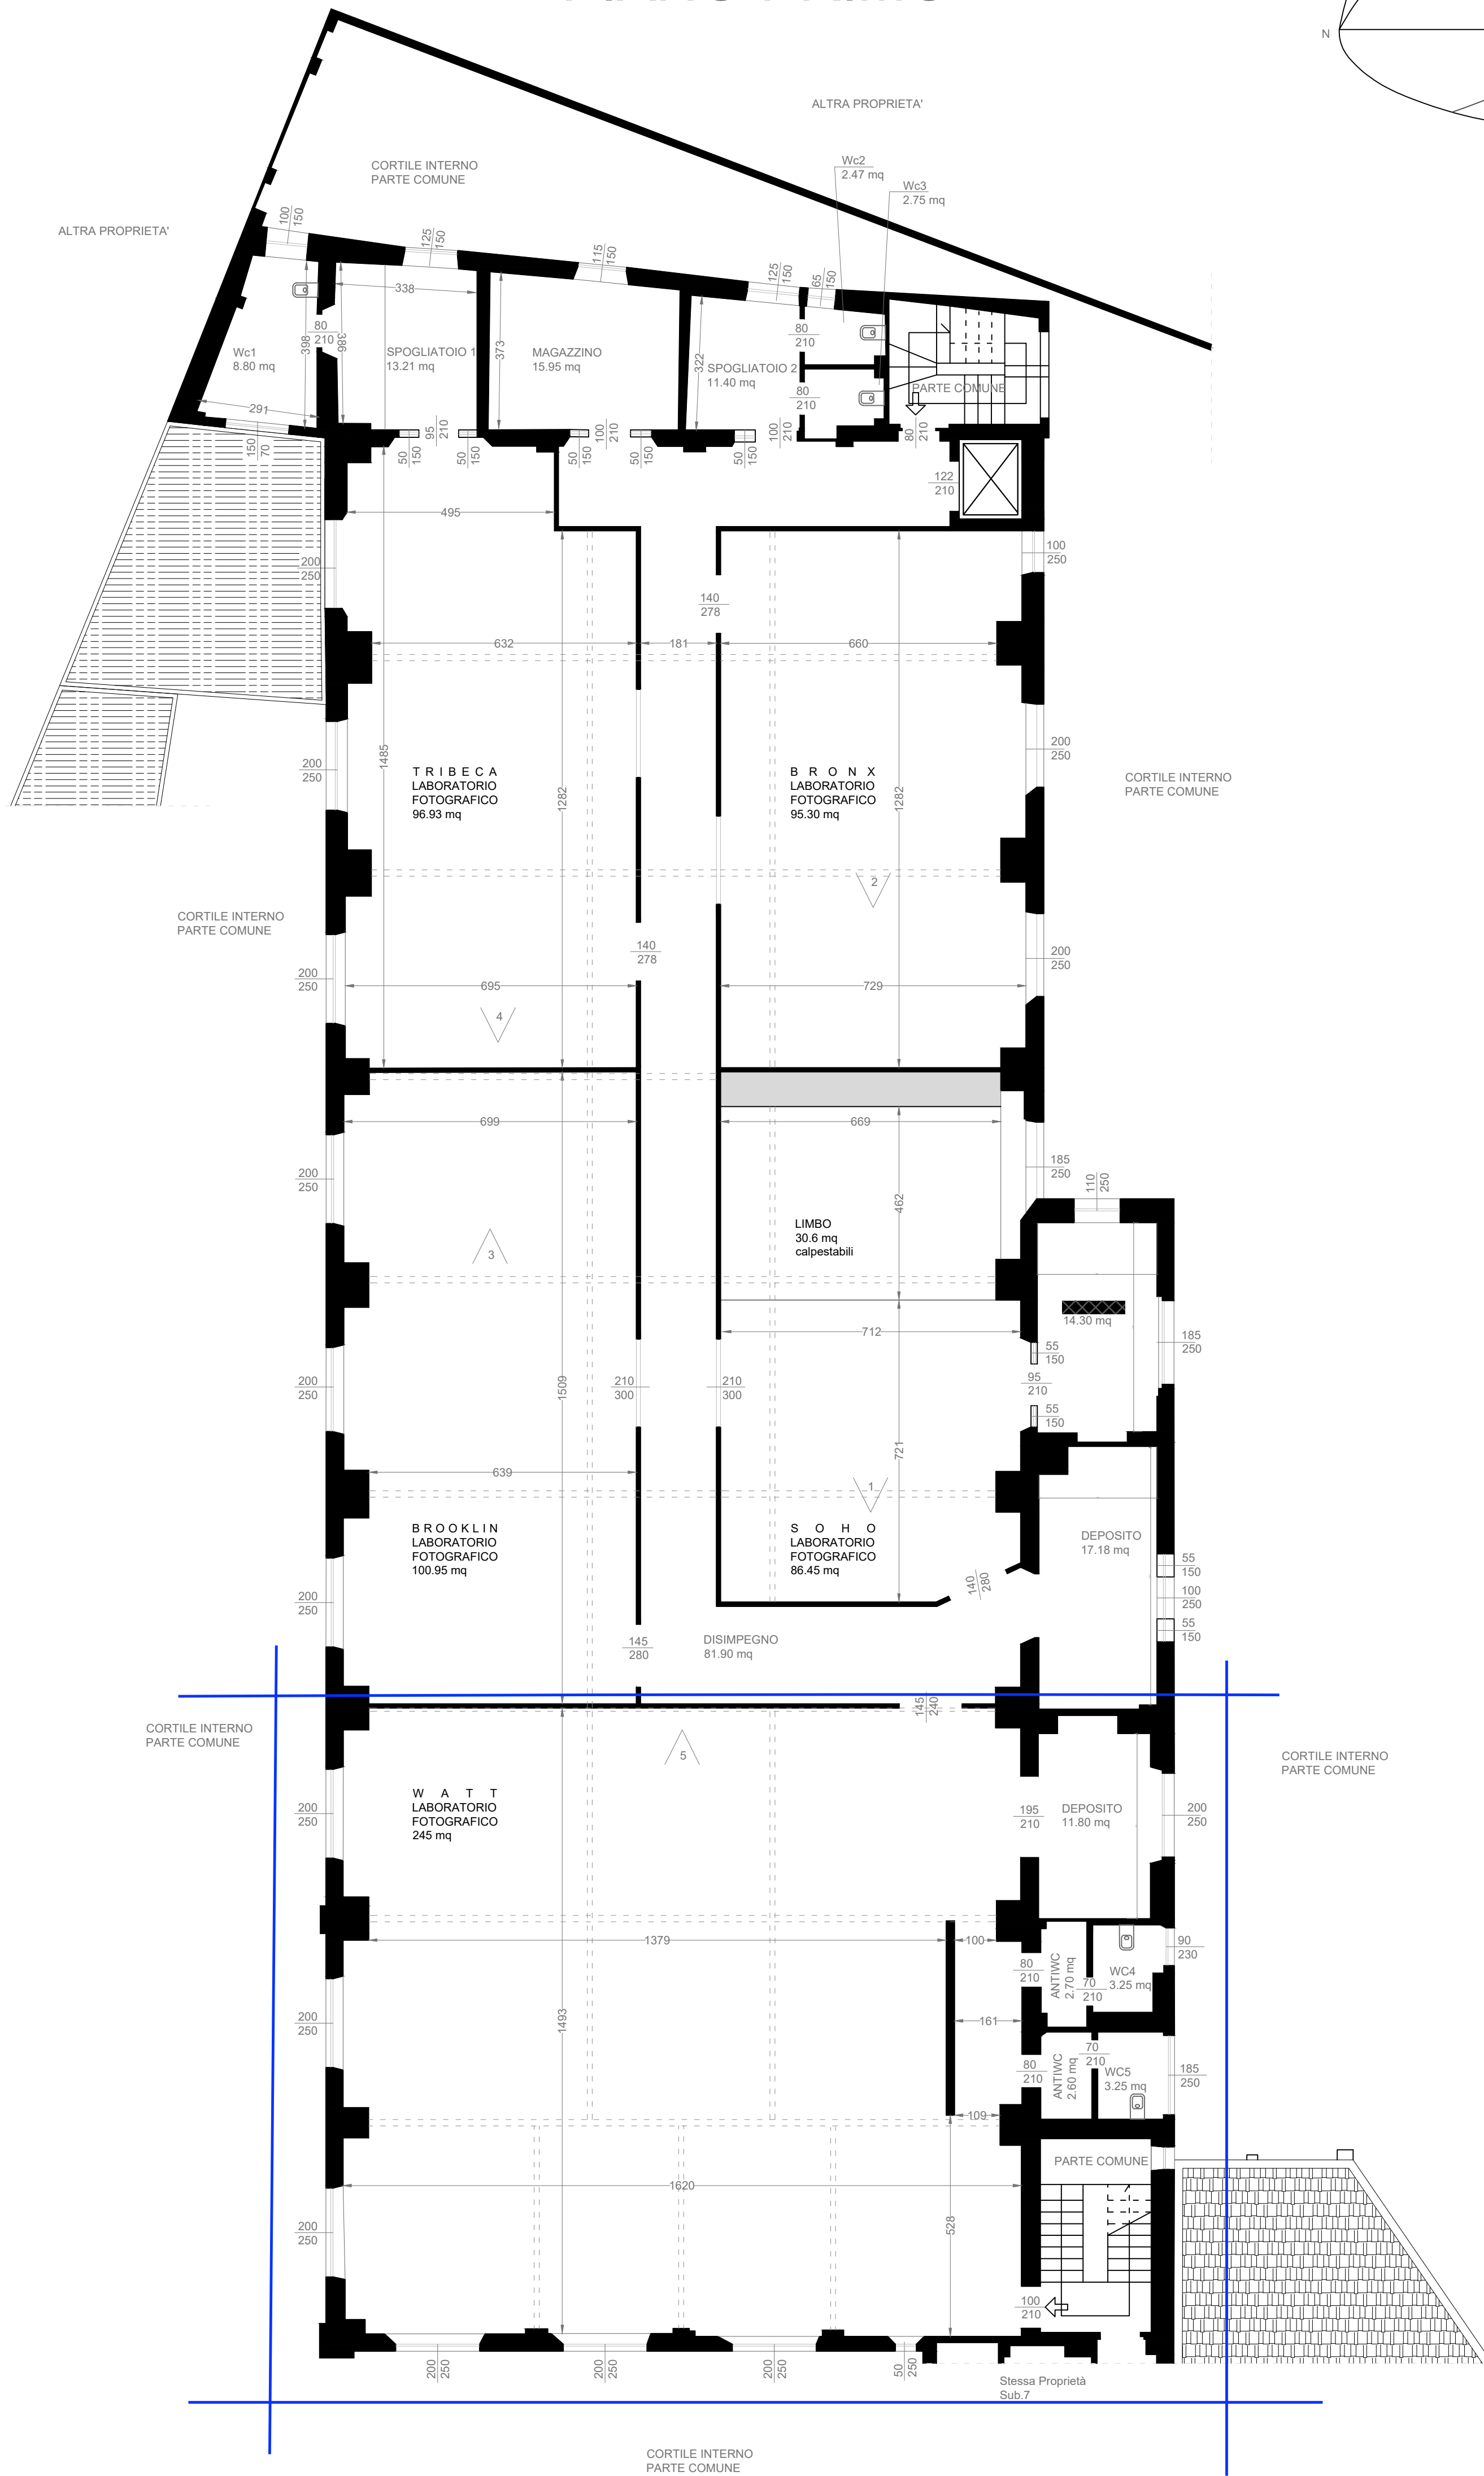 N
ALTRA PROPRIETA'
CORTILE INTERNO
PARTE COMUNE
Wc2
2.47 mq
Wc3
2.75 mq
ALTRA PROPRIETA'
100
150
125
150
115
150
125
150
65
150
338
80
210
398
386
Wc1
8.80 mq
SPOGLIATOIO 1
13.21 mq
373
MAGAZZINO
15.95 mq
322
SPOGLIATOIO 2
11.40 mq
80
210
80
210
PARTE COMUNE
291
150
70
50
150
95
210
50
150
50
150
100
210
50
150
50
150
100
210
80
210
122
210
495
200
250
100
250
140
278
632
181
660
1485
200
250
TRIBECA
LABORATORIO
FOTOGRAFICO
96.93 mq
1282
BRONX
LABORATORIO
FOTOGRAFICO
95.30 mq
1282
200
250
CORTILE INTERNO
PARTE COMUNE
2
CORTILE INTERNO
PARTE COMUNE
140
278
200
250
200
250
695
729
4
699
669
200
250
185
250
110
250
462
LIMBO
30.6 mq
calpestabili
3
14.30 mq
712
55
150
185
250
200
250
1509
210
300
210
300
95
210
55
150
721
639
1
BROOKLIN
LABORATORIO
FOTOGRAFICO
100.95 mq
SOHO
LABORATORIO
FOTOGRAFICO
86.45 mq
DEPOSITO
17.18 mq
55
150
140
280
100
250
200
250
55
150
145
280
DISIMPEGNO
81.90 mq
145
240
CORTILE INTERNO
PARTE COMUNE
5
CORTILE INTERNO
PARTE COMUNE
WATT
LABORATORIO
FOTOGRAFICO
245 mq
200
250
195
210
DEPOSITO
11.80 mq
200
250
1379
100
90
230
80
210
ANTIWC
2.70 mq
70
210
WC4
3.25 mq
1493
161
200
250
80
210
ANTIWC
2.60 mq
70
210
WC5
3.25 mq
185
250
109
PARTE COMUNE
1620
528
200
250
100
210
200
250
200
250
200
250
50
250
Stessa Proprietà
Sub.7
CORTILE INTERNO
PARTE COMUNE